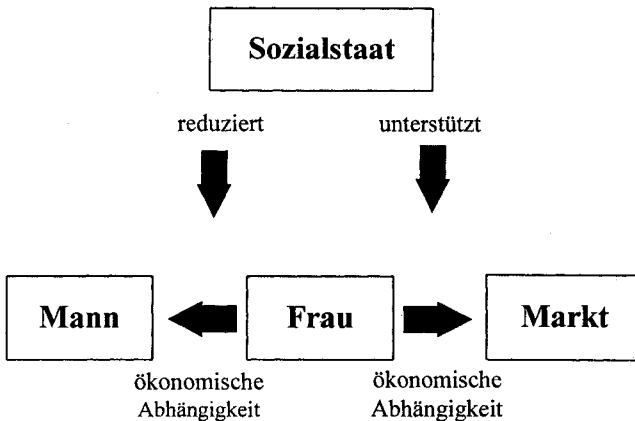 Sozialstaat
reduziert
unterstützt
Mann
Frau
Markt
ökonomische
Abhängigkeit
ökonomische
Abhängigkeit